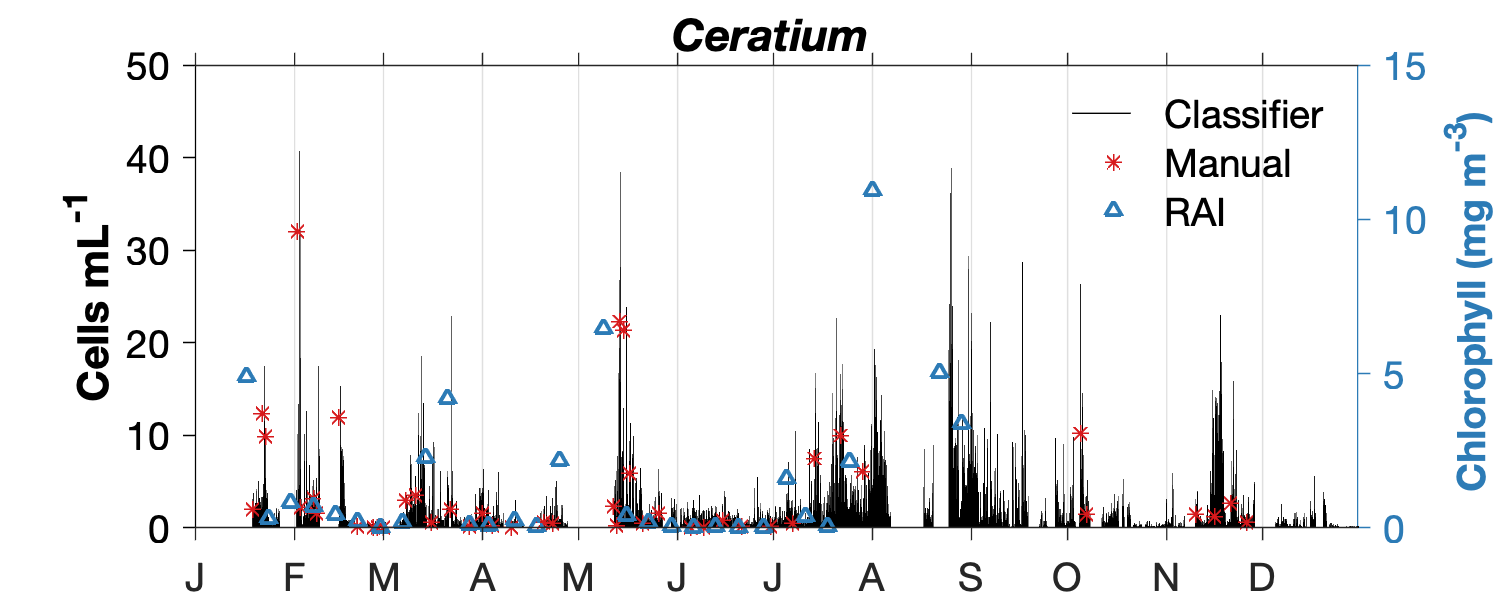 Ceratium
50
40
30
20
10
0
Cells mL-1
15
10
5
0
Chlorophyll (mg m-3)
Classifier
Manual
RAI
J F M A M J J A S O N D